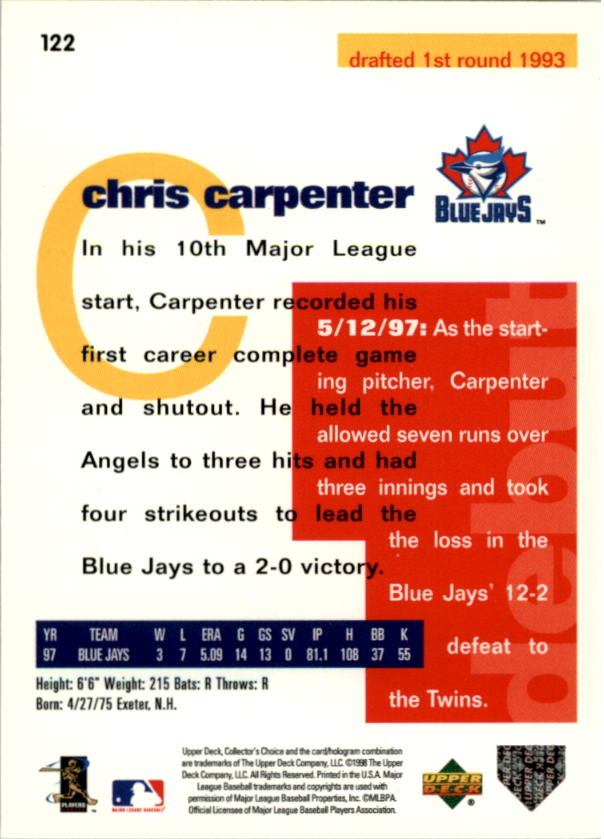 122
drafted 1st round 1993
C
chris carpenter
BLUE JAYS ™
In his 10th Major League
start, Carpenter recorded his
first career complete game
and shutout. He held the
Angels to three hits and had
four strikeouts to lead the
Blue Jays to a 2-0 victory.
debut
5/12/97: As the start-
ing pitcher, Carpenter
allowed seven runs over
three innings and took
the loss in the
Blue Jays' 12-2
defeat to
the Twins.
YR TEAM W L ERA G GS SV IP H BB K
97 BLUE JAYS 3 7 5.09 14 13 0 81.1 108 37 55
Height: 6'6" Weight: 215 Bats: R Throws: R
Born: 4/27/75 Exeter, N.H.
Upper Deck, Collector's Choice and the card/hologram combination
are trademarks of The Upper Deck Company, LLC. ©1998 The Upper
Deck Company, LLC. All Rights Reserved. Printed in the U.S.A. Major
League Baseball trademarks and copyrights are used with
permission of Major League Baseball Properties, Inc. ©MLBPA
Official Licensee of Major League Baseball Players Association.
PLAYERS
MAJOR LEAGUE BASEBALL
UPPER
DECK ®
UPPER DECK